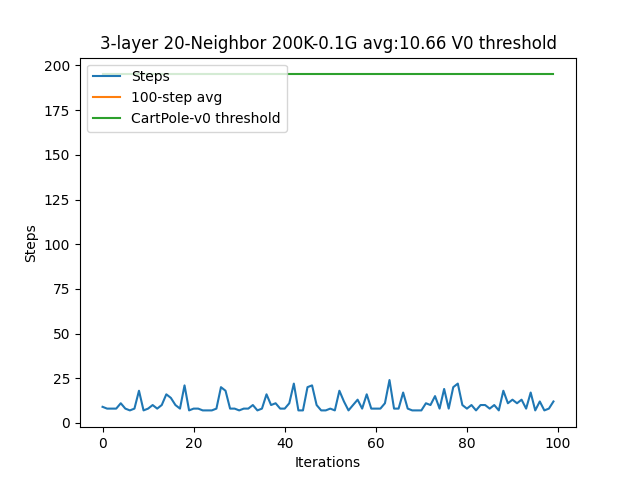 3-layer 20-Neighbor 200K-0.1G avg:10.66 V0 threshold
200
175
150
125
100
75
50
25
0
Steps
Steps
100-step avg
CartPole-v0 threshold
0 20 40 60 80 100
Iterations